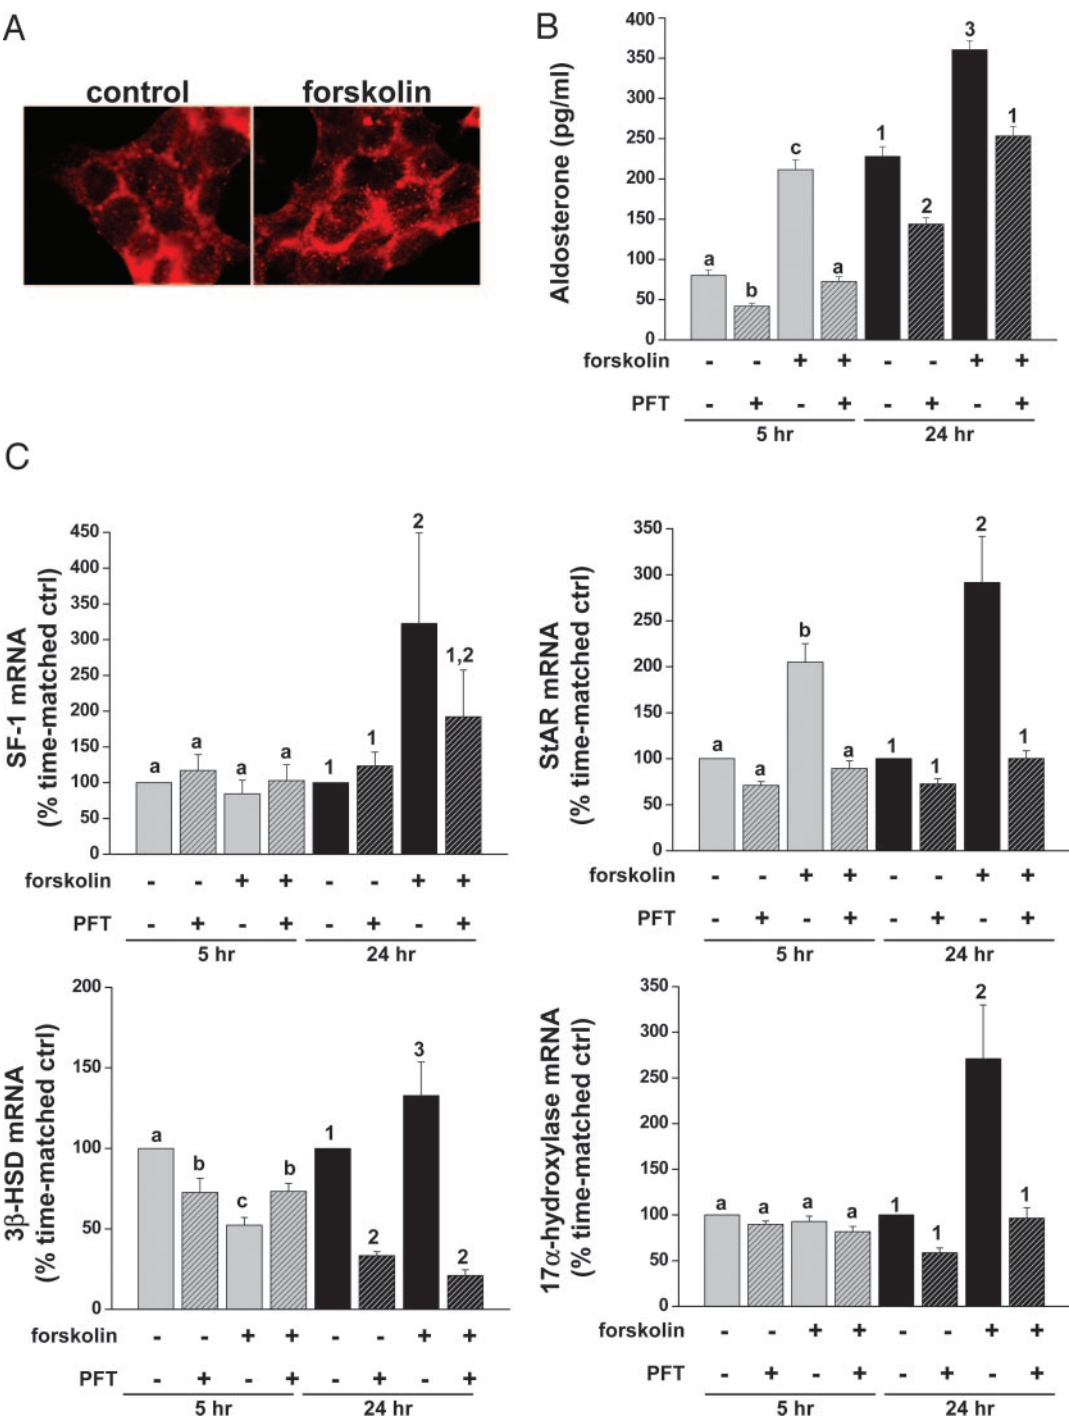 A
control forskolin
B
Aldosterone (pg/ml)
400
350
300
250
200
150
100
50
0
a b c a 1 2 3 1
forskolin - - + + - - + +
PFT - + - + - + - +
5 hr 24 hr
C
SF-1 mRNA
(% time-matched ctrl)
450
400
350
300
250
200
150
100
50
0
a a a a 1 1 2 1,2
forskolin - - + + - - + +
PFT - + - + - + - +
5 hr 24 hr
StAR mRNA
(% time-matched ctrl)
350
300
250
200
150
100
50
0
a a b a 1 1 2 1
forskolin - - + + - - + +
PFT - + - + - + - +
5 hr 24 hr
3β-HSD mRNA
(% time-matched ctrl)
200
150
100
50
0
a b c b 1 2 3 2
forskolin - - + + - - + +
PFT - + - + - + - +
5 hr 24 hr
17α-hydroxylase mRNA
(% time-matched ctrl)
350
300
250
200
150
100
50
0
a a a a 1 1 2 1
forskolin - - + + - - + +
PFT - + - + - + - +
5 hr 24 hr